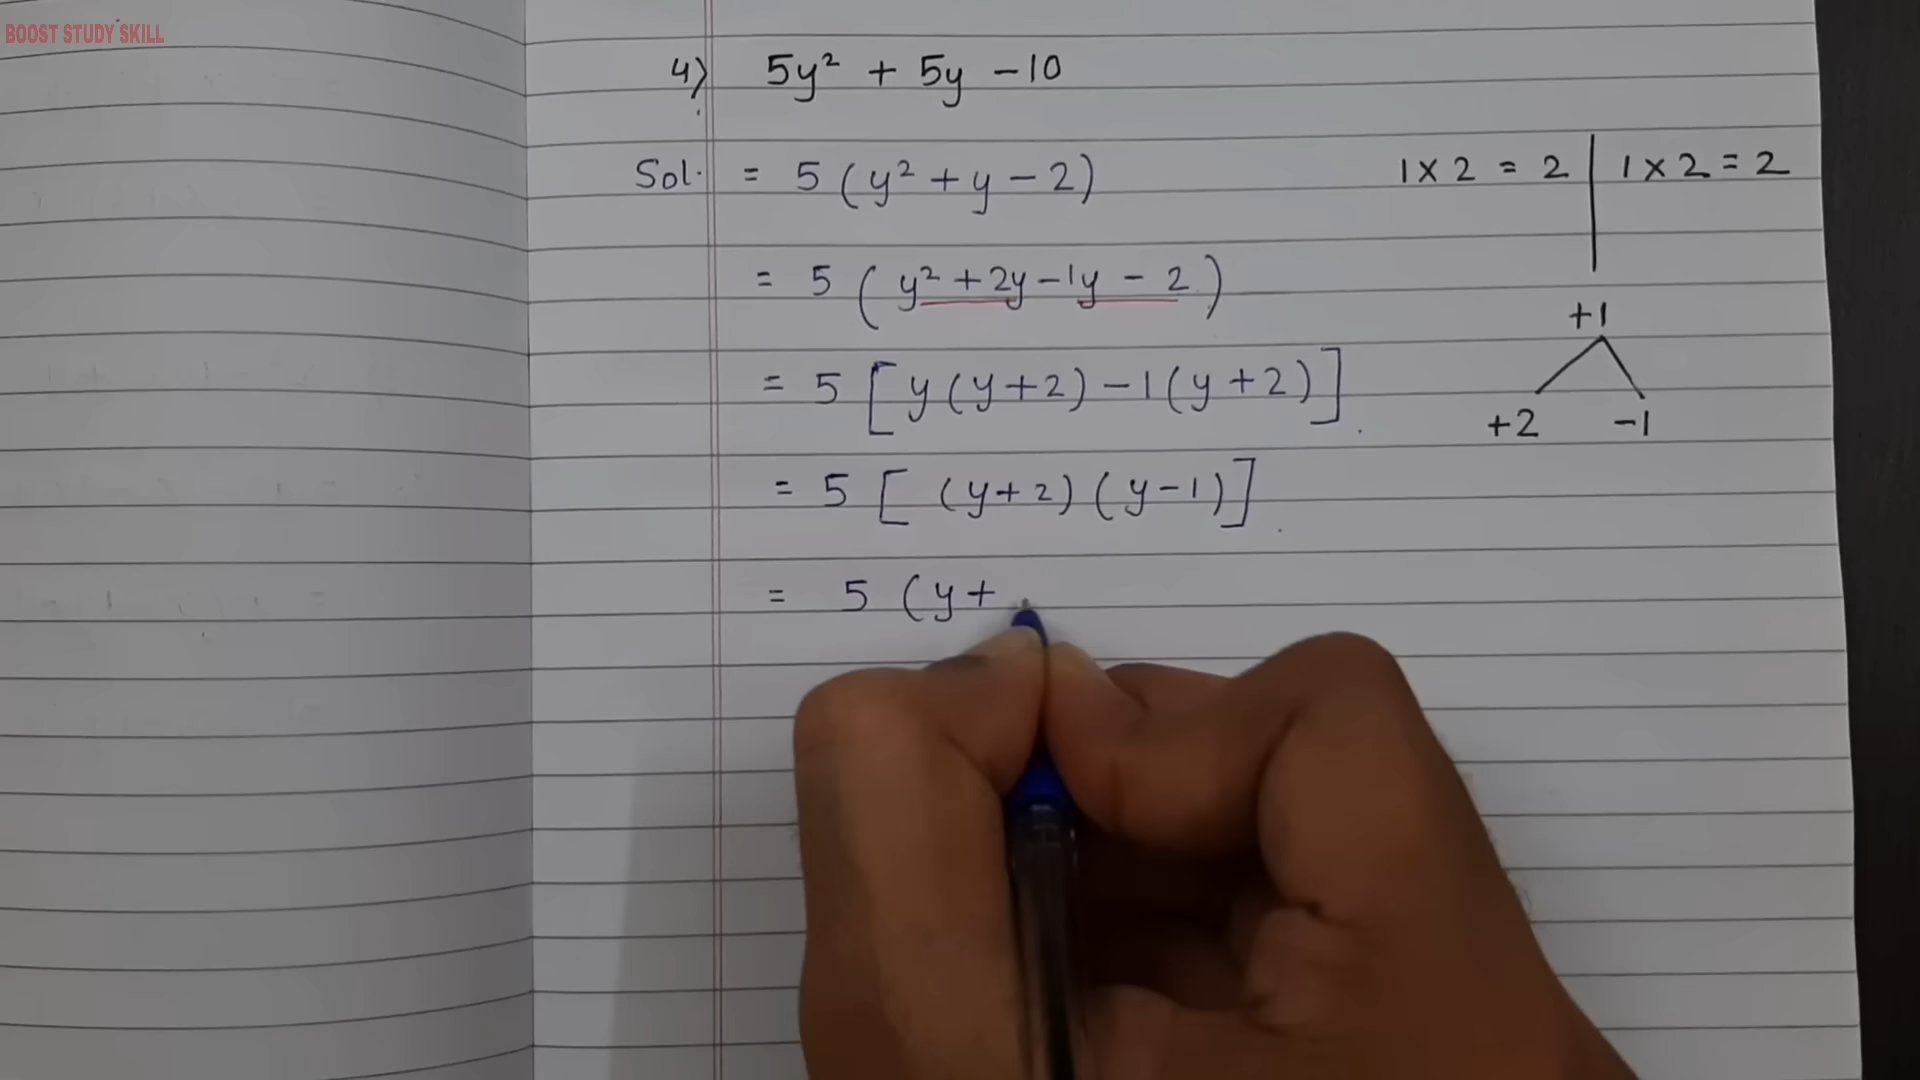 BOOST STUDY SKILL
4) 5y² + 5y - 10
Sol. = 5 (y² + y - 2)
1 x 2 = 2 | 1 x 2 = 2
= 5 (y² + 2y - 1y - 2)
+1
= 5 [y (y + 2) - 1 (y + 2)]
+2 -1
= 5 [(y + 2) (y - 1)]
= 5 (y +